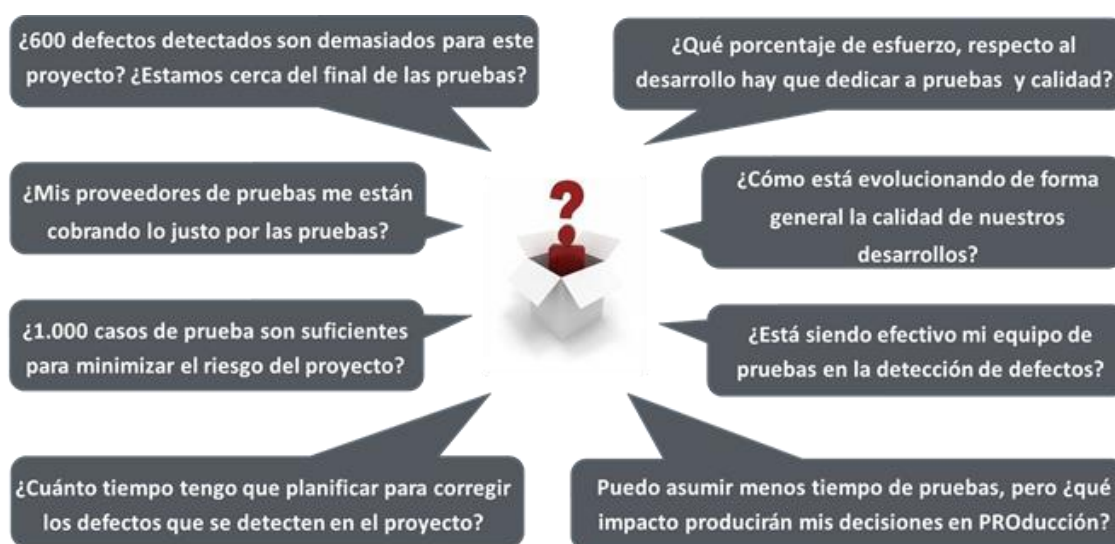 ¿600 defectos detectados son demasiados para este
proyecto? ¿Estamos cerca del final de las pruebas?
¿Qué porcentaje de esfuerzo, respecto al
desarrollo hay que dedicar a pruebas y calidad?
¿Mis proveedores de pruebas me están
cobrando lo justo por las pruebas?
¿Cómo está evolucionando de forma
general la calidad de nuestros
desarrollos?
¿1.000 casos de prueba son suficientes
para minimizar el riesgo del proyecto?
¿Está siendo efectivo mi equipo de
pruebas en la detección de defectos?
¿Cuánto tiempo tengo que planificar para corregir
los defectos que se detecten en el proyecto?
Puedo asumir menos tiempo de pruebas, pero ¿qué
impacto producirán mis decisiones en PROducción?
?